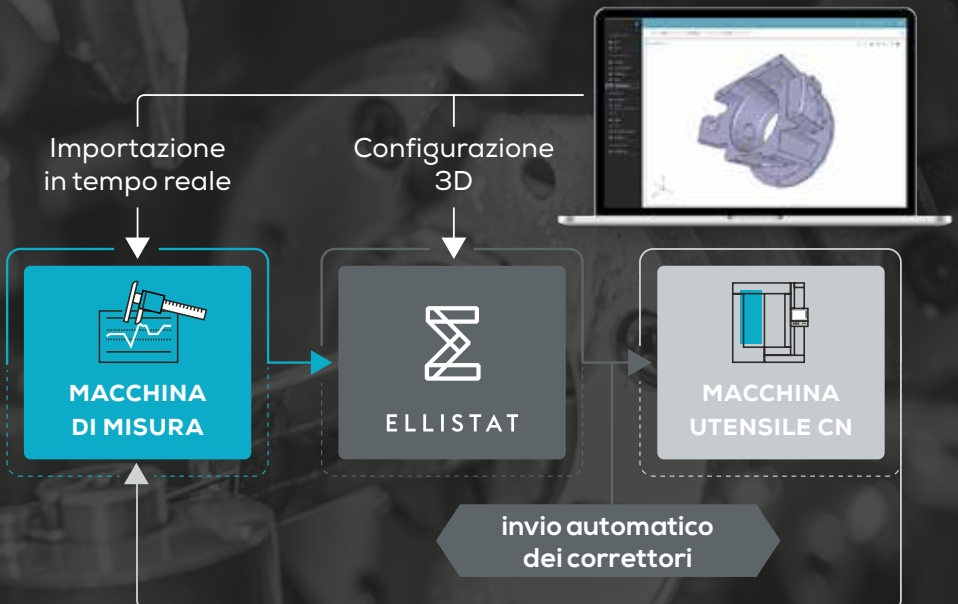 Importazione
in tempo reale
Configurazione
3D
MACCHINA
DI MISURA
ELLISTAT
MACCHINA
UTENSILE CN
invio automatico
dei correttori